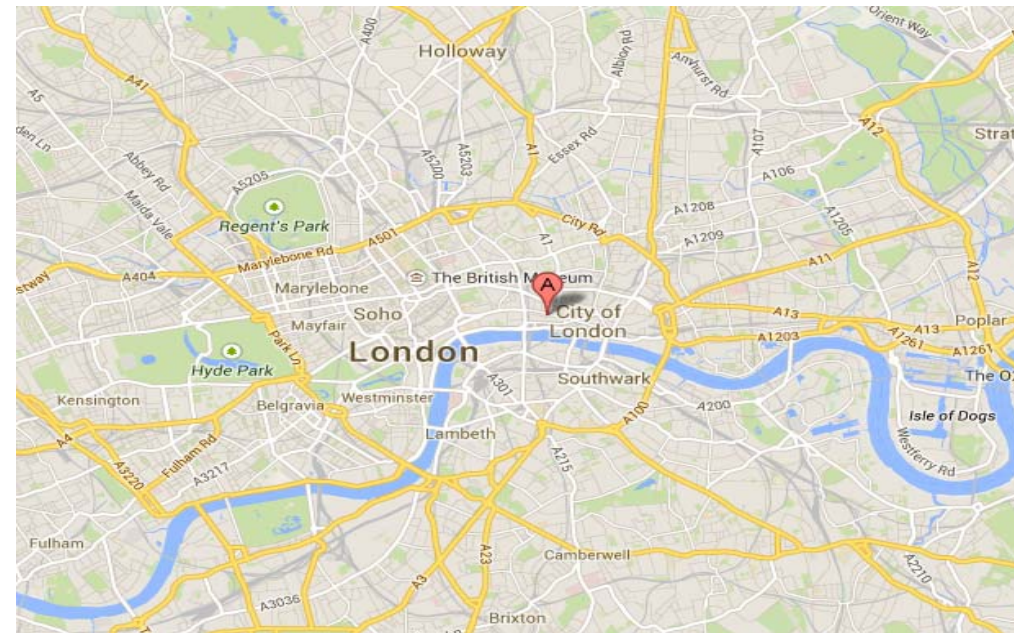 Orient Way
A400
Albion Rd
Holloway
Amhurst Rd
A41
A5
A12
Strat
A107
Essex Rd
A1
A5200
A5203
Abbey Rd
A106
A5205
Maida Vale
A1208
A1205
Regent's Park
City Rd
A501
A1
A1209
A11
Marylebone Rd
A12
A404
The British M eum
A
Marylebone
Soho
City of
London
A13
Mayfair
A13
Poplar
A1203
A1261
A1261
Park Ln
London
Hyde Park
The O
Southwark
A301
Kensington
Belgravia
Westminster
A200
A100
Isle of Dogs
Lambeth
A4
Fulham Rd
Westferry Rd
A3217
A3220
A215
Fulham
A23
Camberwell
A2210
A3
A3036
Brixton